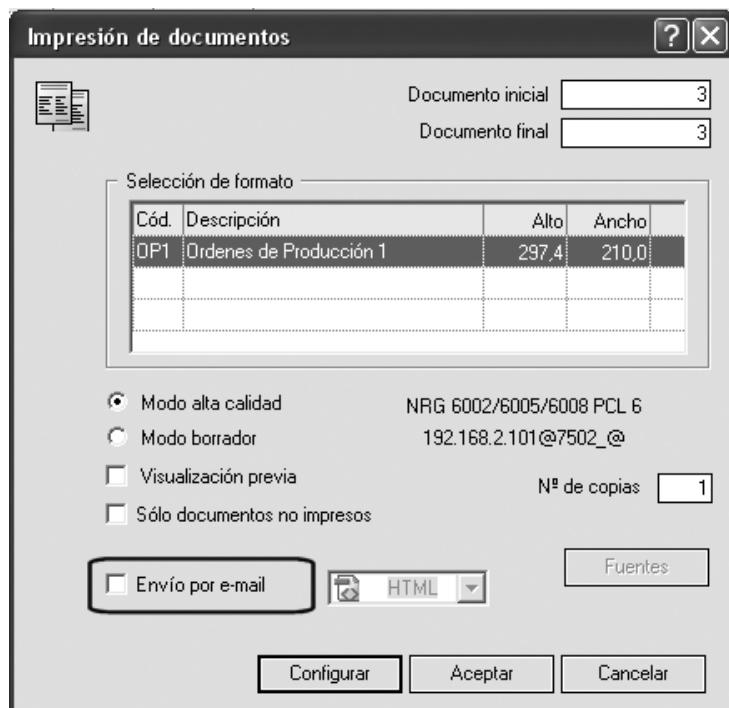 Impresión de documentos
Documento inicial 3
Documento final 3
Selección de formato
Cód. Descripción Alto Ancho
OP1 Ordenes de Producción 1 297,4 210,0
Modo alta calidad NRG 6002/6005/6008 PCL 6
Modo borrador 192.168.2.101@7502_@
Visualización previa
Nº de copias 1
Sólo documentos no impresos
Fuentes
Envío por e-mail HTML
Configurar Aceptar Cancelar